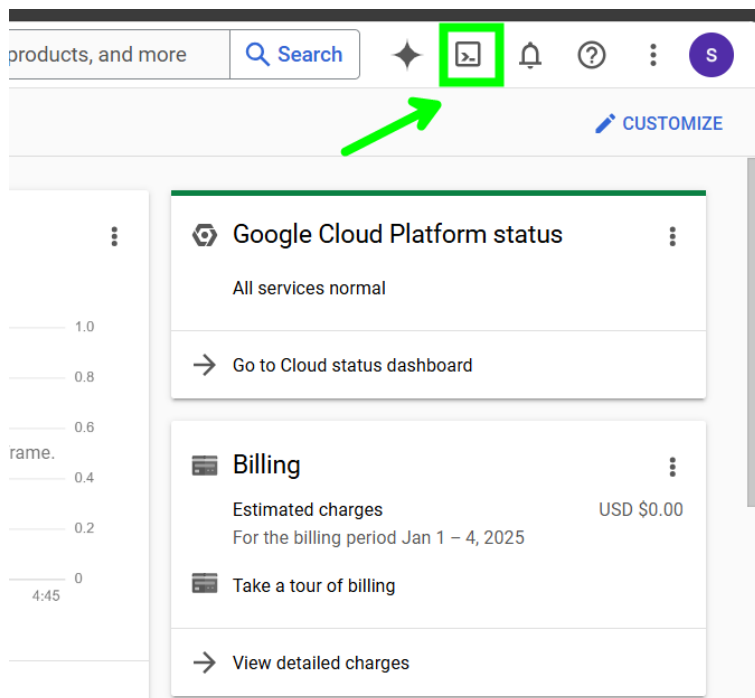 products, and more
Search
S
CUSTOMIZE
Google Cloud Platform status
All services normal
Go to Cloud status dashboard
1.0
0.8
0.6
rame.
0.4
0.2
0
4:45
Billing
Estimated charges USD $0.00
For the billing period Jan 1 – 4, 2025
Take a tour of billing
View detailed charges